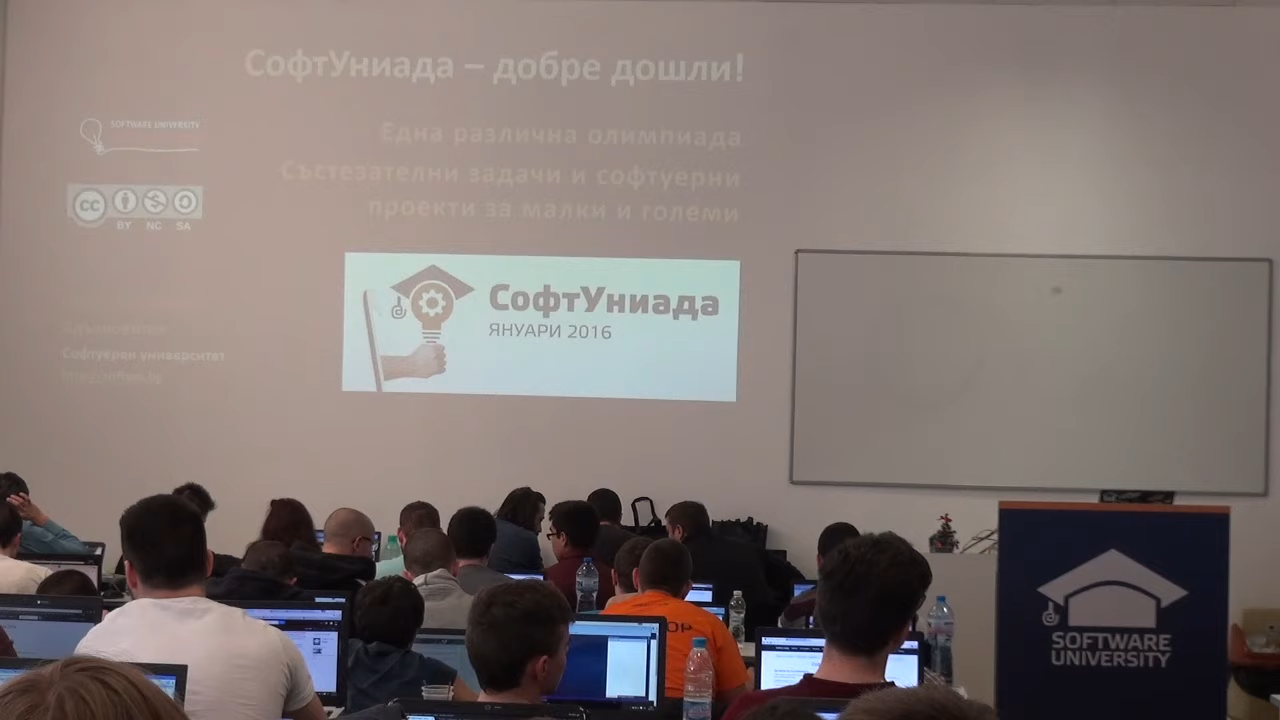 СофтУниада – добре дошли!
SOFTWARE UNIVERSITY
Една различна олимпиада
Състезателни задачи и софтуерни
проекти за малки и големи
cc
BY NC SA
СофтУниада
ЯНУАРИ 2016
Софтуерен университет
SOFTWARE
UNIVERSITY